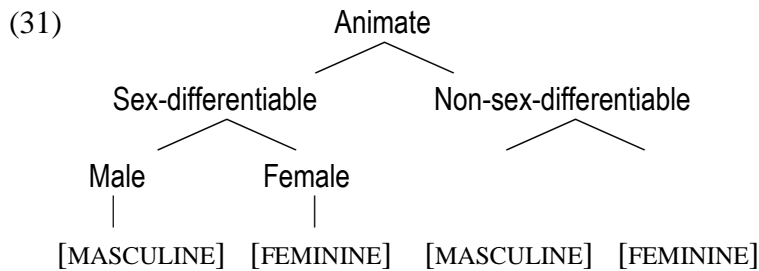 (31) Animate
Sex-differentiable Non-sex-differentiable
Male Female
[MASCULINE] [FEMININE] [MASCULINE] [FEMININE]